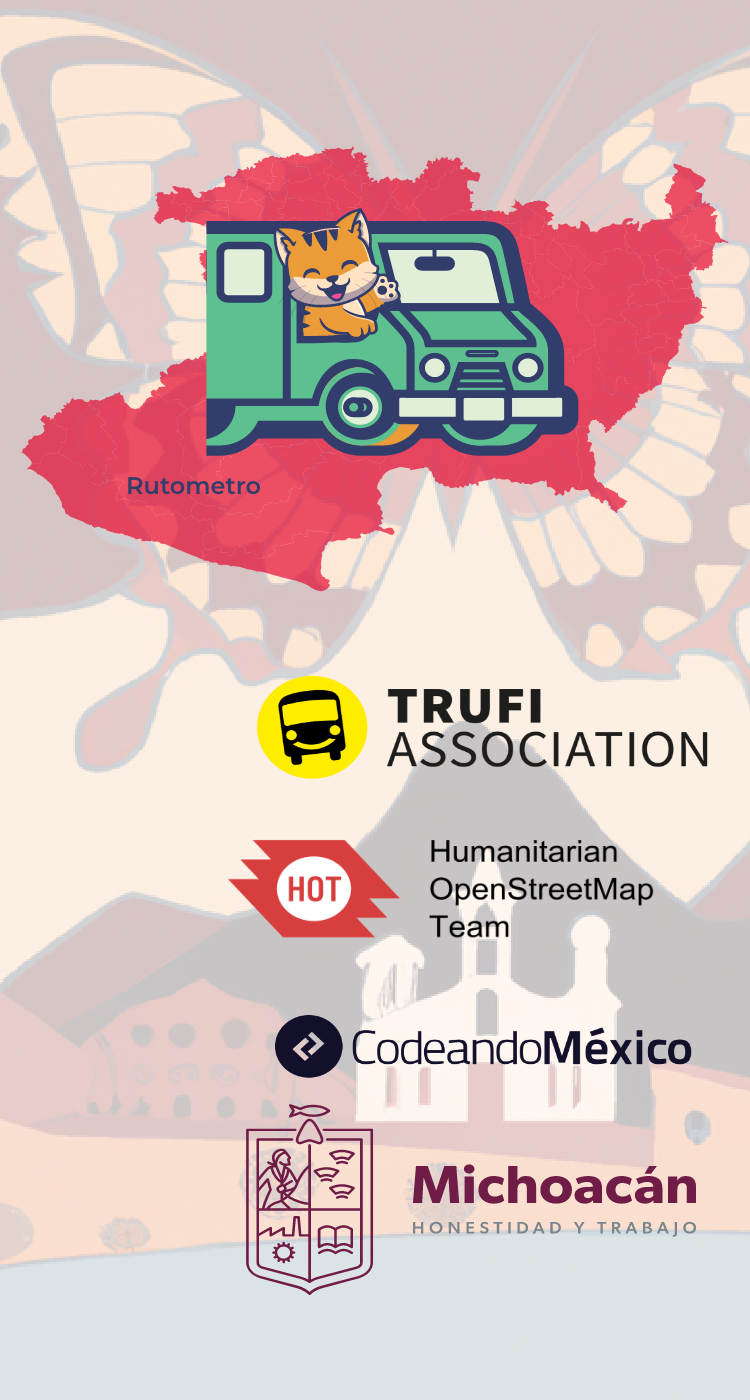 Rutometro
TRUFI
ASSOCIATION
HOT
Humanitarian
OpenStreetMap
Team
CodeandoMéxico
Michoacán
HONESTIDAD Y TRABAJO